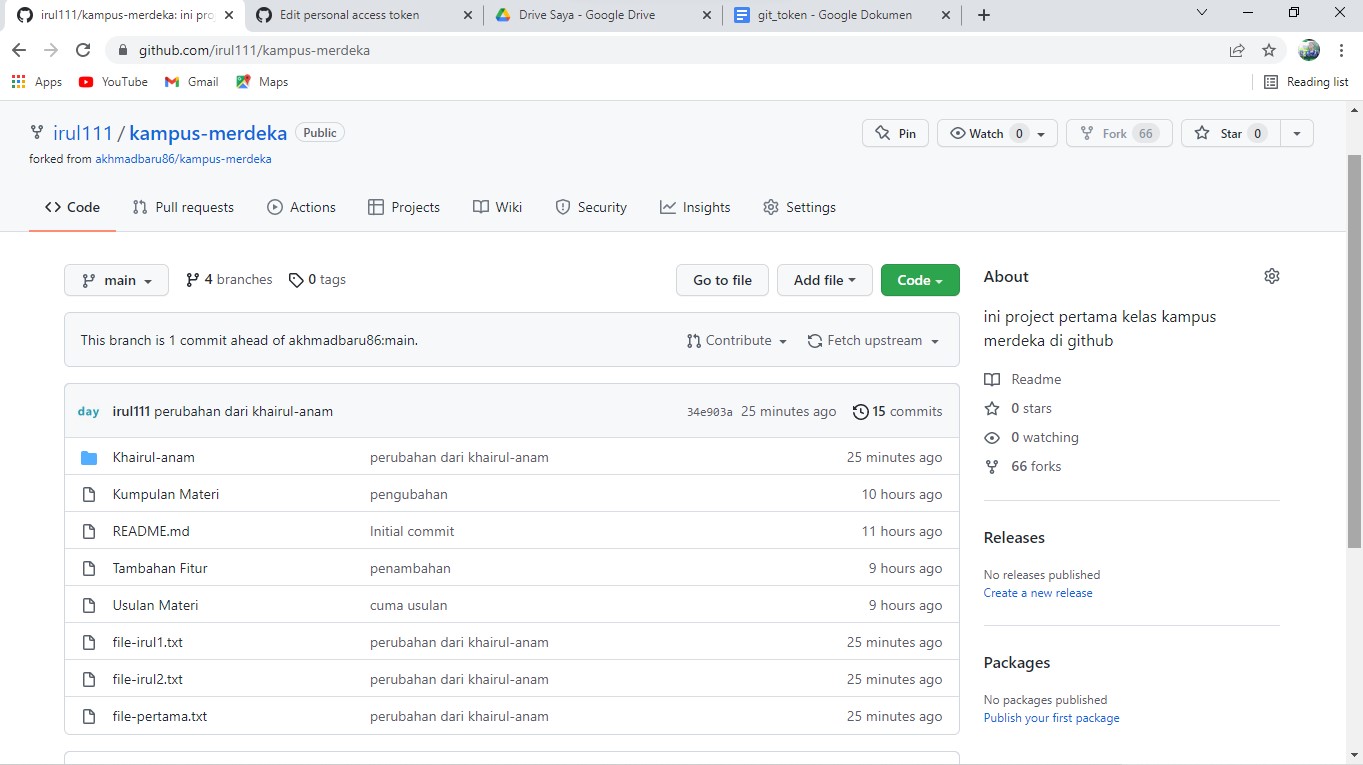 irul111/kampus-merdeka: ini pro
Edit personal access token
Drive Saya - Google Drive
git_token - Google Dokumen
github.com/irul111/kampus-merdeka
Apps YouTube Gmail Maps Reading list
irul111 / kampus-merdeka Public
Pin Watch 0 Fork 66 Star 0
forked from akhmadbaru86/kampus-merdeka
Code Pull requests Actions Projects Wiki Security Insights Settings
main 4 branches 0 tags Go to file Add file Code
This branch is 1 commit ahead of akhmadbaru86:main. Contribute Fetch upstream
day irul111 perubahan dari khairul-anam 34e903a 25 minutes ago 15 commits
Khairul-anam perubahan dari khairul-anam 25 minutes ago
Kumpulan Materi pengubahan 10 hours ago
README.md Initial commit 11 hours ago
Tambahan Fitur penambahan 9 hours ago
Usulan Materi cuma usulan 9 hours ago
file-irul1.txt perubahan dari khairul-anam 25 minutes ago
file-irul2.txt perubahan dari khairul-anam 25 minutes ago
file-pertama.txt perubahan dari khairul-anam 25 minutes ago
About
ini project pertama kelas kampus
merdeka di github
Readme
0 stars
0 watching
66 forks
Releases
No releases published
Create a new release
Packages
No packages published
Publish your first package